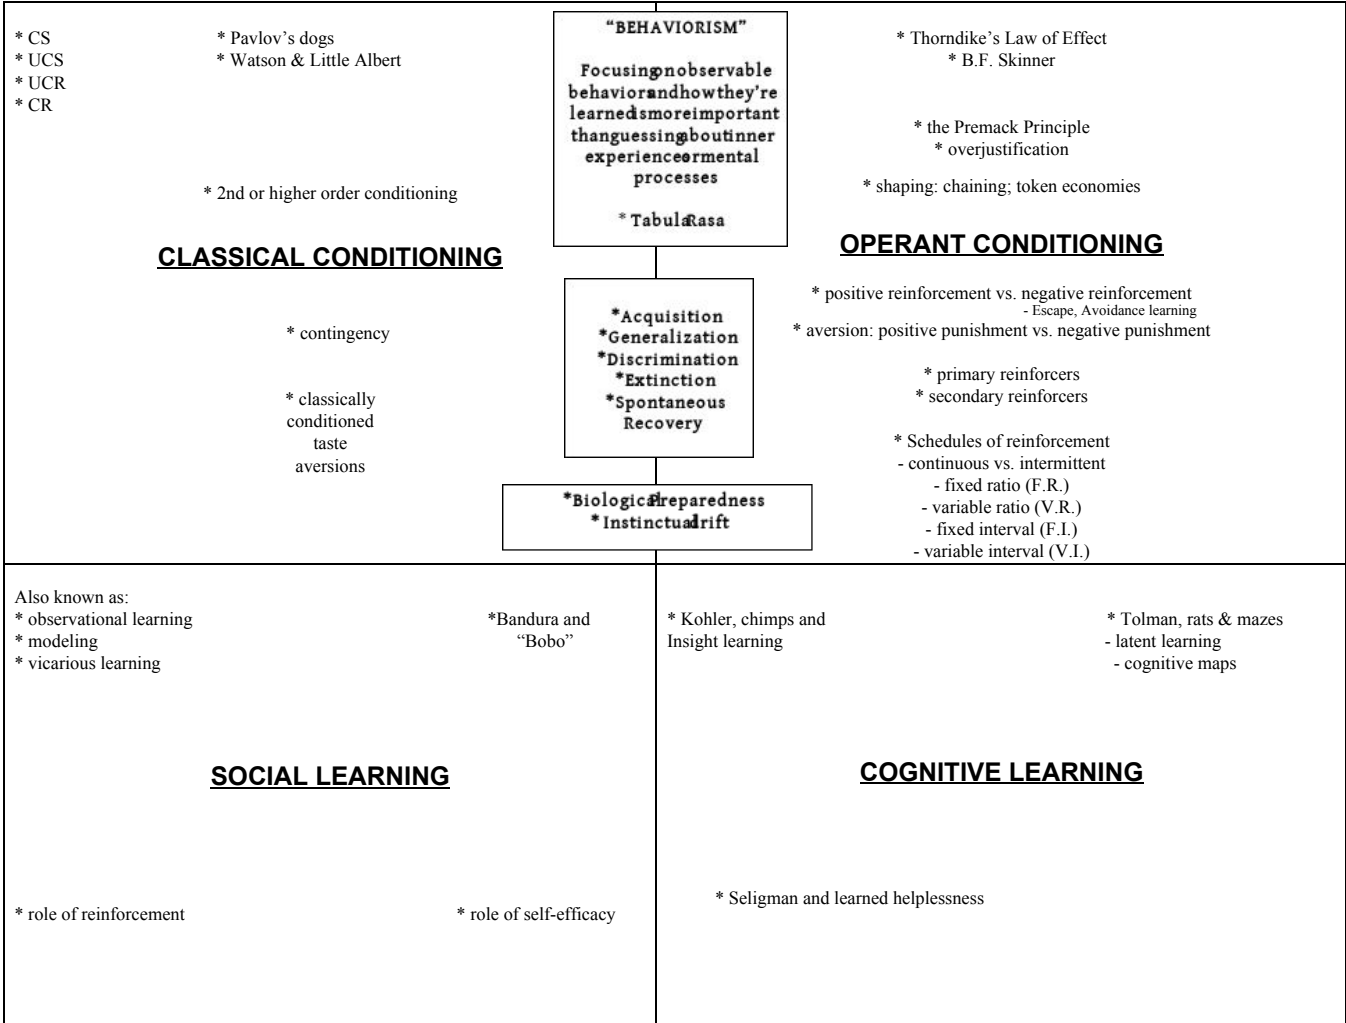 * CS
* UCS
* UCR
* CR
* Pavlov’s dogs
* Watson & Little Albert
* 2nd or higher order conditioning
CLASSICAL CONDITIONING
* contingency
* classically
conditioned
taste
aversions
“BEHAVIORISM”
Focusing on observable
behaviors and how they’re
learned is more important
than guessing about inner
experiences or mental
processes
* Tabula Rasa
*Acquisition
*Generalization
*Discrimination
*Extinction
*Spontaneous
Recovery
*Biological Preparedness
*Instinctual drift
* Thorndike’s Law of Effect
* B.F. Skinner
* the Premack Principle
* overjustification
* shaping: chaining; token economies
OPERANT CONDITIONING
* positive reinforcement vs. negative reinforcement
- Escape, Avoidance learning
* aversion: positive punishment vs. negative punishment
* primary reinforcers
* secondary reinforcers
* Schedules of reinforcement
- continuous vs. intermittent
- fixed ratio (F.R.)
- variable ratio (V.R.)
- fixed interval (F.I.)
- variable interval (V.I.)
Also known as:
* observational learning
* modeling
* vicarious learning
*Bandura and
“Bobo”
SOCIAL LEARNING
* role of reinforcement
* role of self-efficacy
* Kohler, chimps and
Insight learning
* Tolman, rats & mazes
- latent learning
- cognitive maps
COGNITIVE LEARNING
* Seligman and learned helplessness